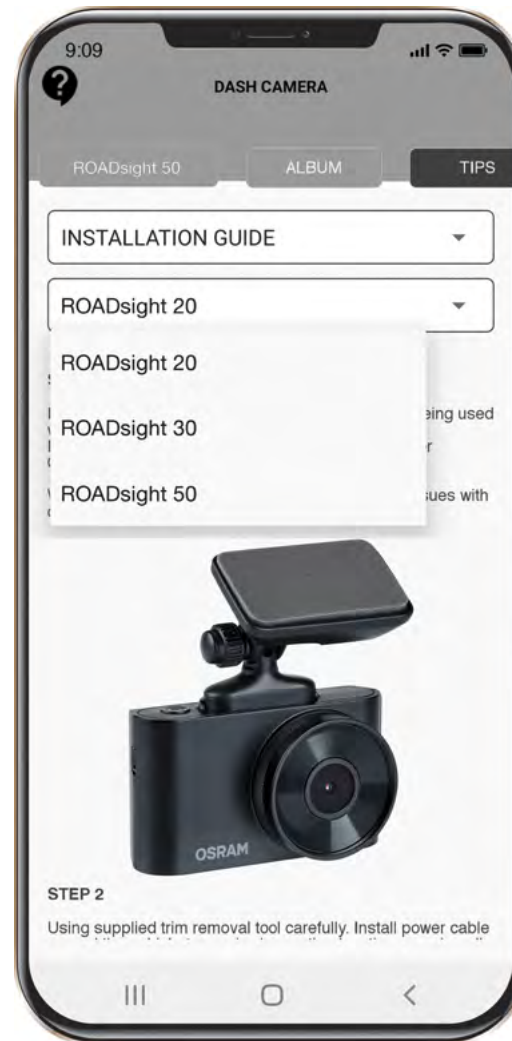 9:09
DASH CAMERA
ROADsight 50
ALBUM
TIPS
INSTALLATION GUIDE
ROADsight 20
ROADsight 20
eing used
ROADsight 30
r
ROADsight 50
sues with
OSRAM
STEP 2
Using supplied trim removal tool carefully. Install power cable